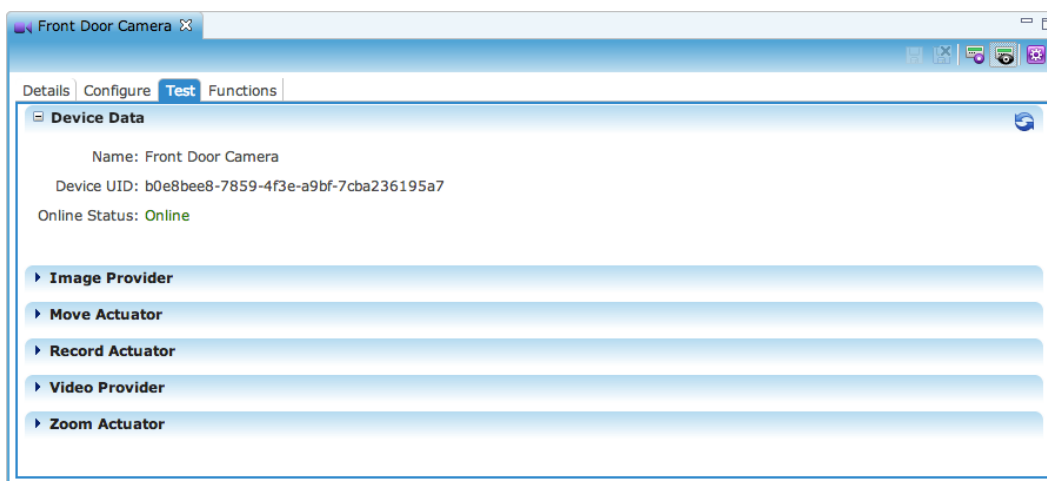 Front Door Camera
Details Configure Test Functions
Device Data
Name: Front Door Camera
Device UID: b0e8bee8-7859-4f3e-a9bf-7cba236195a7
Online Status: Online
Image Provider
Move Actuator
Record Actuator
Video Provider
Zoom Actuator